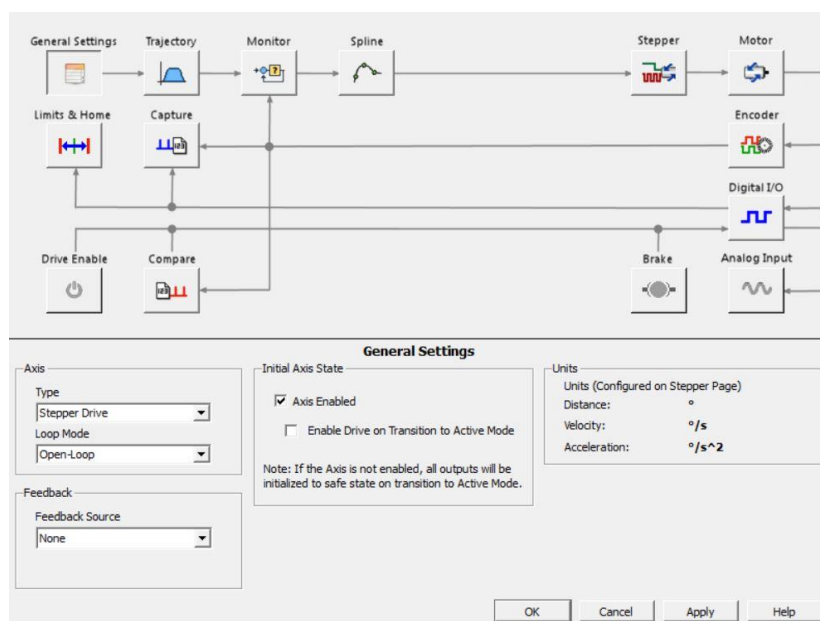 General Settings Trajectory Monitor Spline Stepper Motor
Limits & Home Capture Encoder
Digital I/O
Drive Enable Compare Brake Analog Input
General Settings
Axis
Type
Stepper Drive
Loop Mode
Open-Loop
Feedback
Feedback Source
None
Initial Axis State
Axis Enabled
Enable Drive on Transition to Active Mode
Note: If the Axis is not enabled, all outputs will be
initialized to safe state on transition to Active Mode.
Units
Units (Configured on Stepper Page)
Distance: °
Velocity: °/s
Acceleration: °/s^2
OK Cancel Apply Help